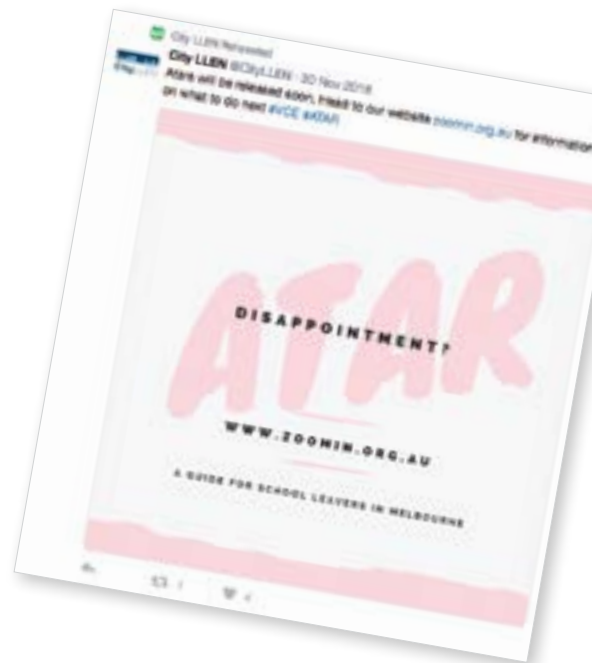 City LLEN Retweeted
City LLEN @CityLLEN · 30 Nov 2018
Atars will be released soon, head to our website zoomin.org.au for information
on what to do next #VCE #ATAR
ATAR
DISAPPOINTMENT?
WWW.ZOOMIN.ORG.AU
A GUIDE FOR SCHOOL LEAVERS IN MELBOURNE